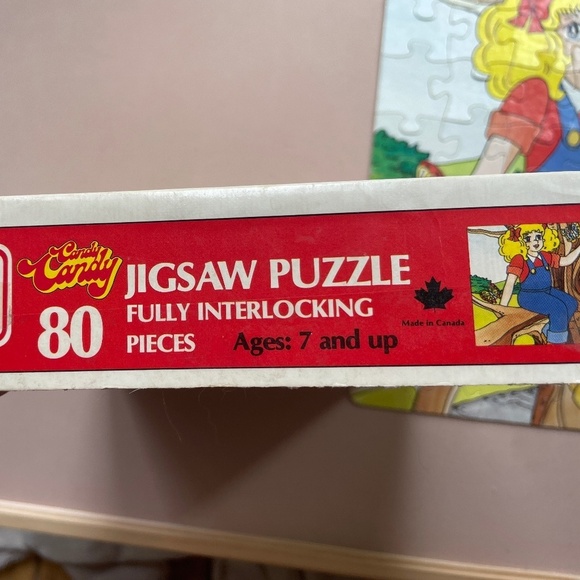 Candy
Candy
JIGSAW PUZZLE
80 FULLY INTERLOCKING
PIECES Ages: 7 and up
Made in Canada